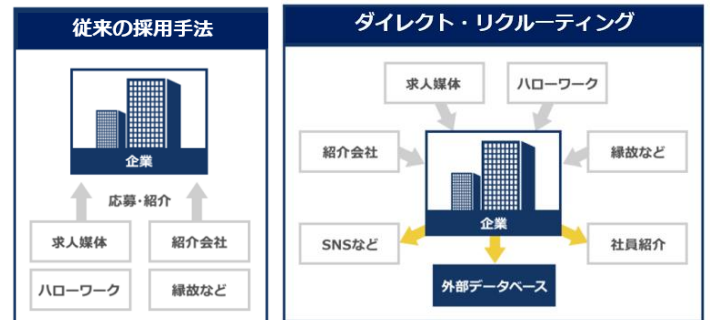 従来の採用手法
企業
応募・紹介
求人媒体
紹介会社
ハローワーク
縁故など
ダイレクト・リクルーティング
求人媒体
ハローワーク
紹介会社
縁故など
企業
SNSなど
社員紹介
外部データベース